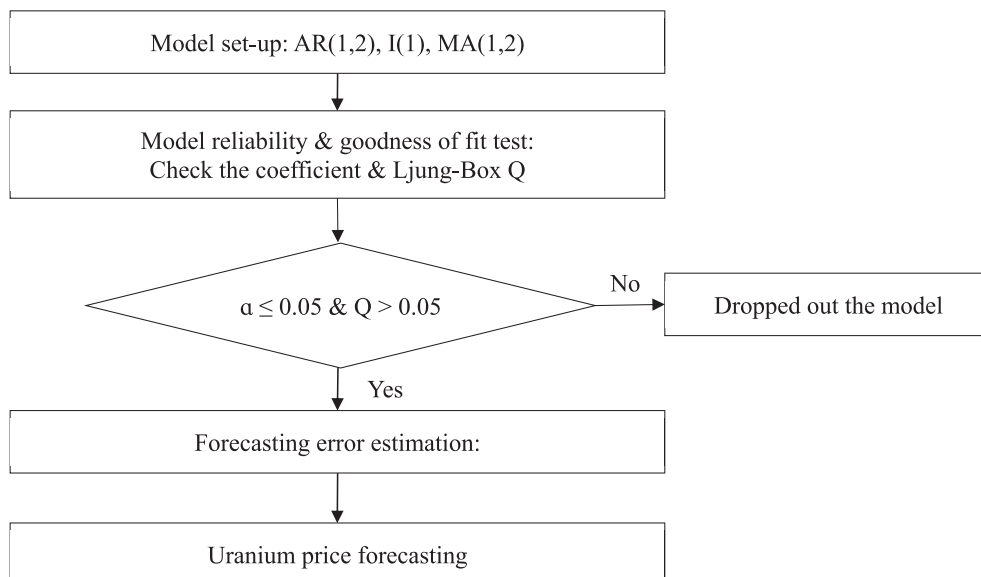 Model set-up: AR(1,2), I(1), MA(1,2)
Model reliability & goodness of fit test:
Check the coefficient & Ljung-Box Q
α ≤ 0.05 & Q > 0.05
No
Dropped out the model
Yes
Forecasting error estimation:
Uranium price forecasting